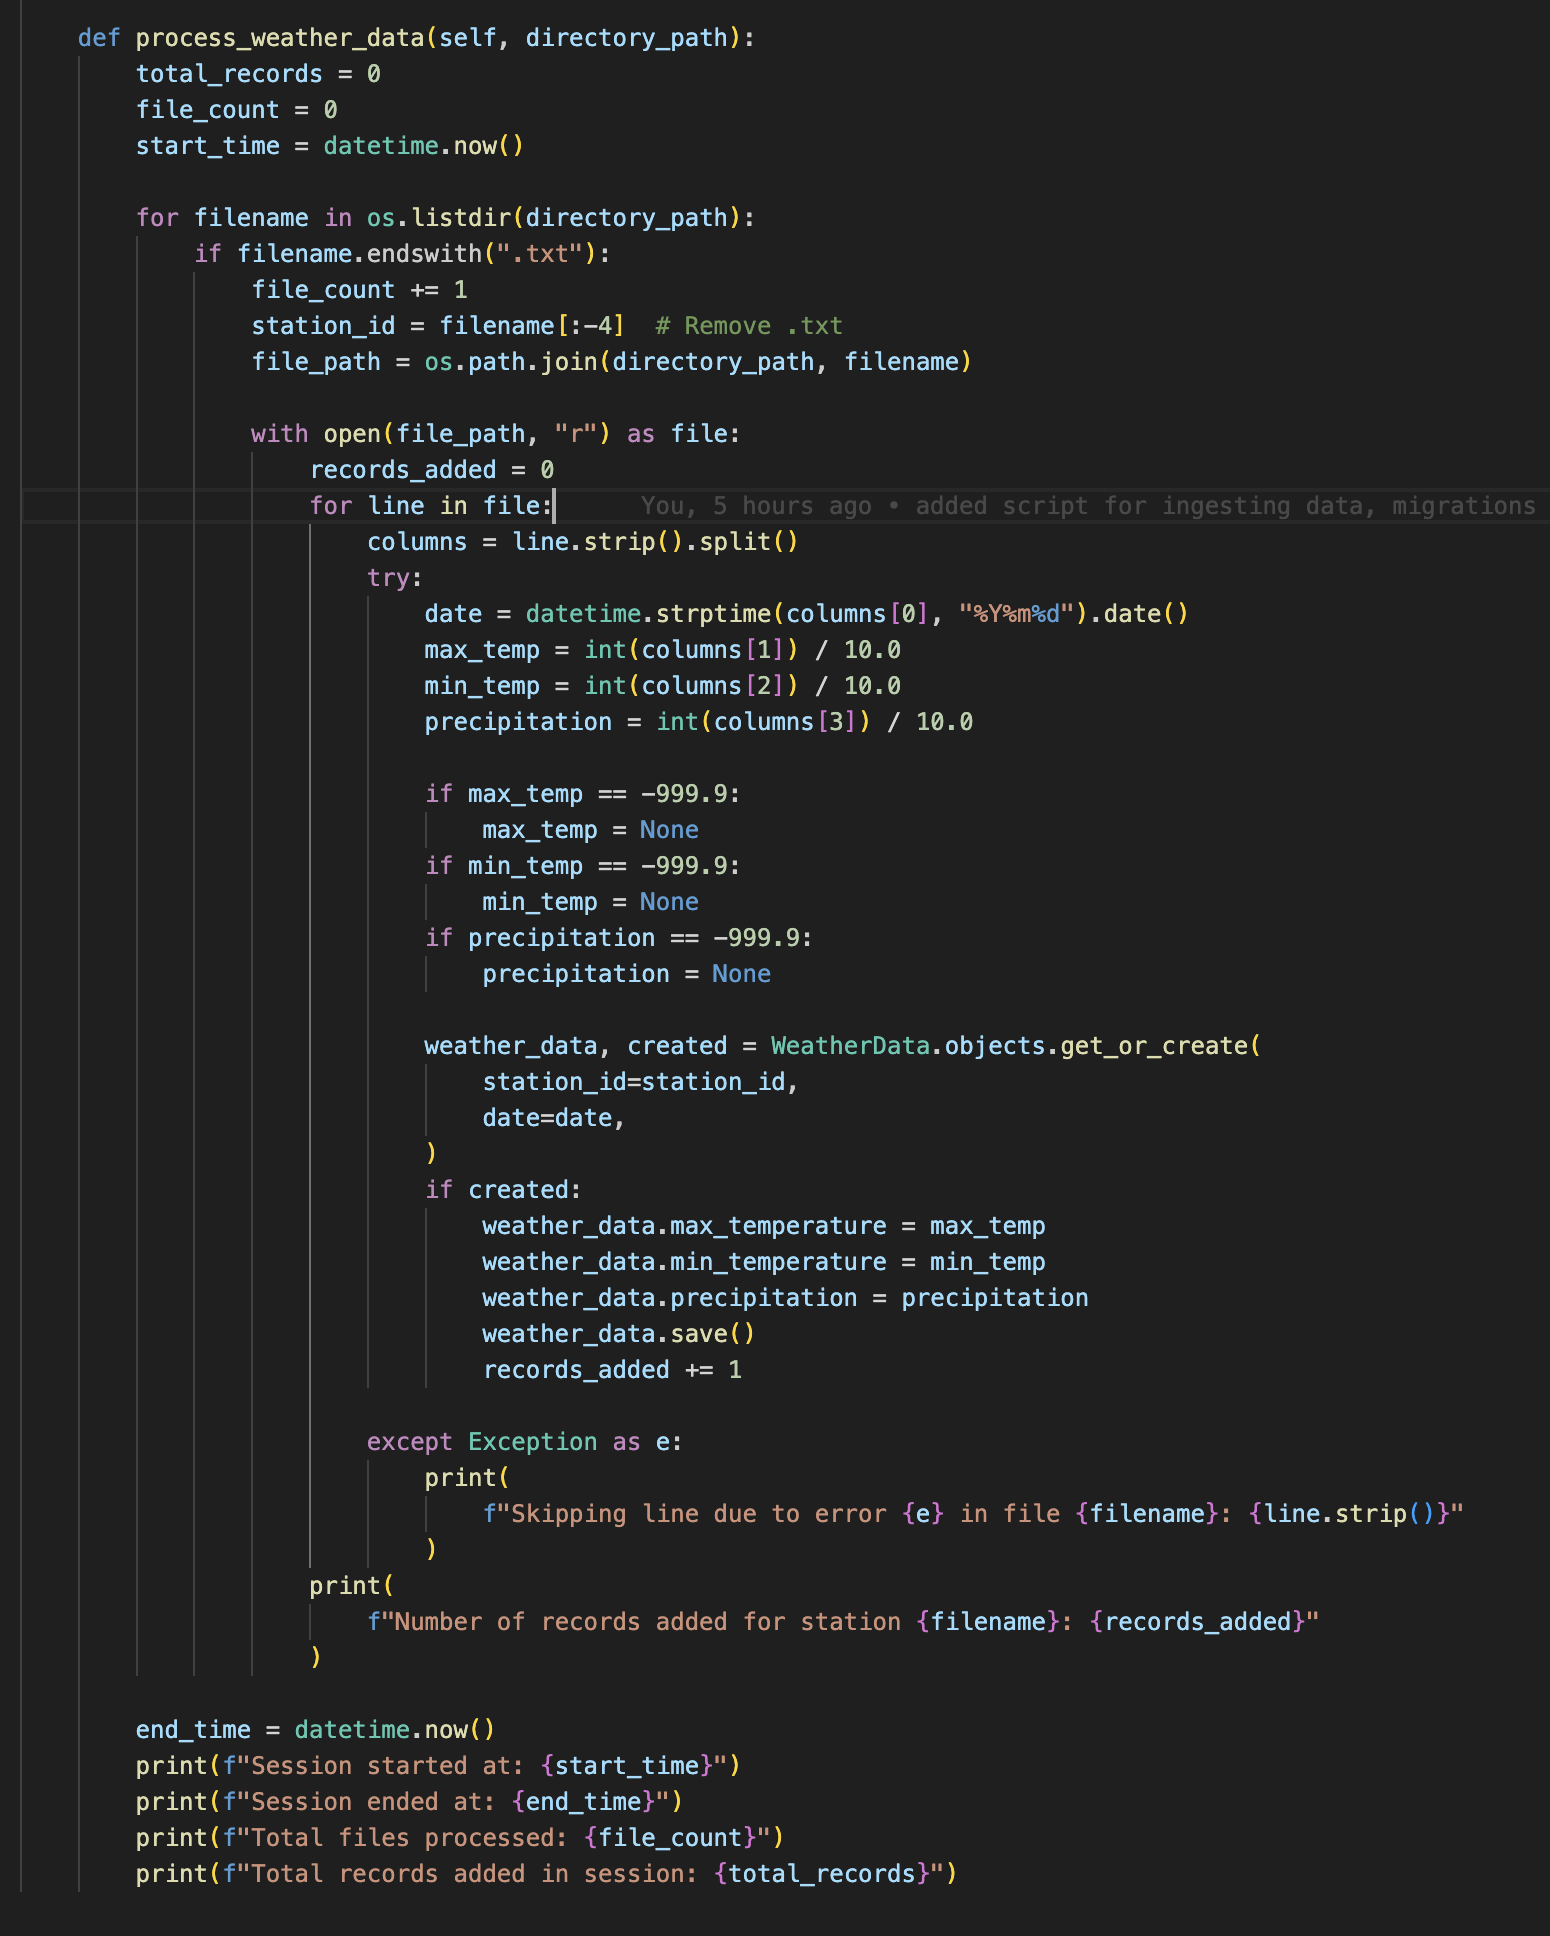 def process_weather_data(self, directory_path):
    total_records = 0
    file_count = 0
    start_time = datetime.now()

    for filename in os.listdir(directory_path):
        if filename.endswith(".txt"):
            file_count += 1
            station_id = filename[:-4]  # Remove .txt
            file_path = os.path.join(directory_path, filename)

            with open(file_path, "r") as file:
                records_added = 0
                for line in file:      You, 5 hours ago • added script for ingesting data, migrations
                    columns = line.strip().split()
                    try:
                        date = datetime.strptime(columns[0], "%Y%m%d").date()
                        max_temp = int(columns[1]) / 10.0
                        min_temp = int(columns[2]) / 10.0
                        precipitation = int(columns[3]) / 10.0

                        if max_temp == -999.9:
                            max_temp = None
                        if min_temp == -999.9:
                            min_temp = None
                        if precipitation == -999.9:
                            precipitation = None

                        weather_data, created = WeatherData.objects.get_or_create(
                            station_id=station_id,
                            date=date,
                        )
                        if created:
                            weather_data.max_temperature = max_temp
                            weather_data.min_temperature = min_temp
                            weather_data.precipitation = precipitation
                            weather_data.save()
                            records_added += 1

                    except Exception as e:
                        print(
                            f"Skipping line due to error {e} in file {filename}: {line.strip()}"
                        )
                print(
                    f"Number of records added for station {filename}: {records_added}"
                )

    end_time = datetime.now()
    print(f"Session started at: {start_time}")
    print(f"Session ended at: {end_time}")
    print(f"Total files processed: {file_count}")
    print(f"Total records added in session: {total_records}")